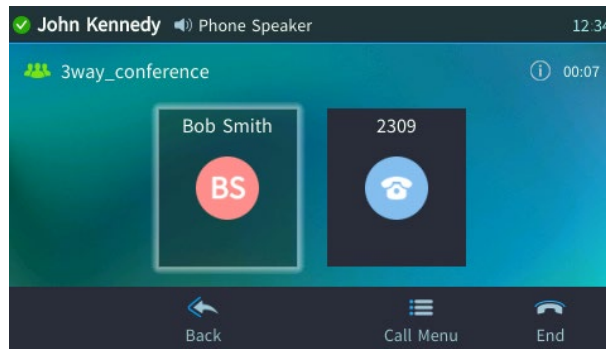 John Kennedy Phone Speaker 12:34
3way_conference 00:07
Bob Smith 2309
BS
Back Call Menu End